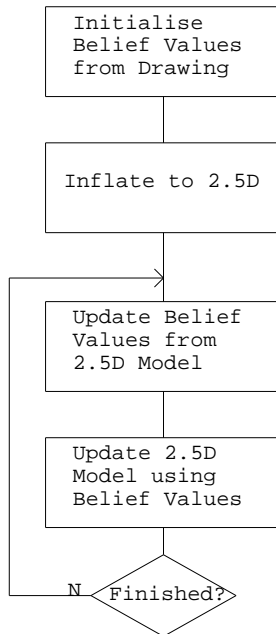 Initialise
Belief Values
from Drawing
Inflate to 2.5D
Update Belief
Values from
2.5D Model
Update 2.5D
Model using
Belief Values
N
Finished?